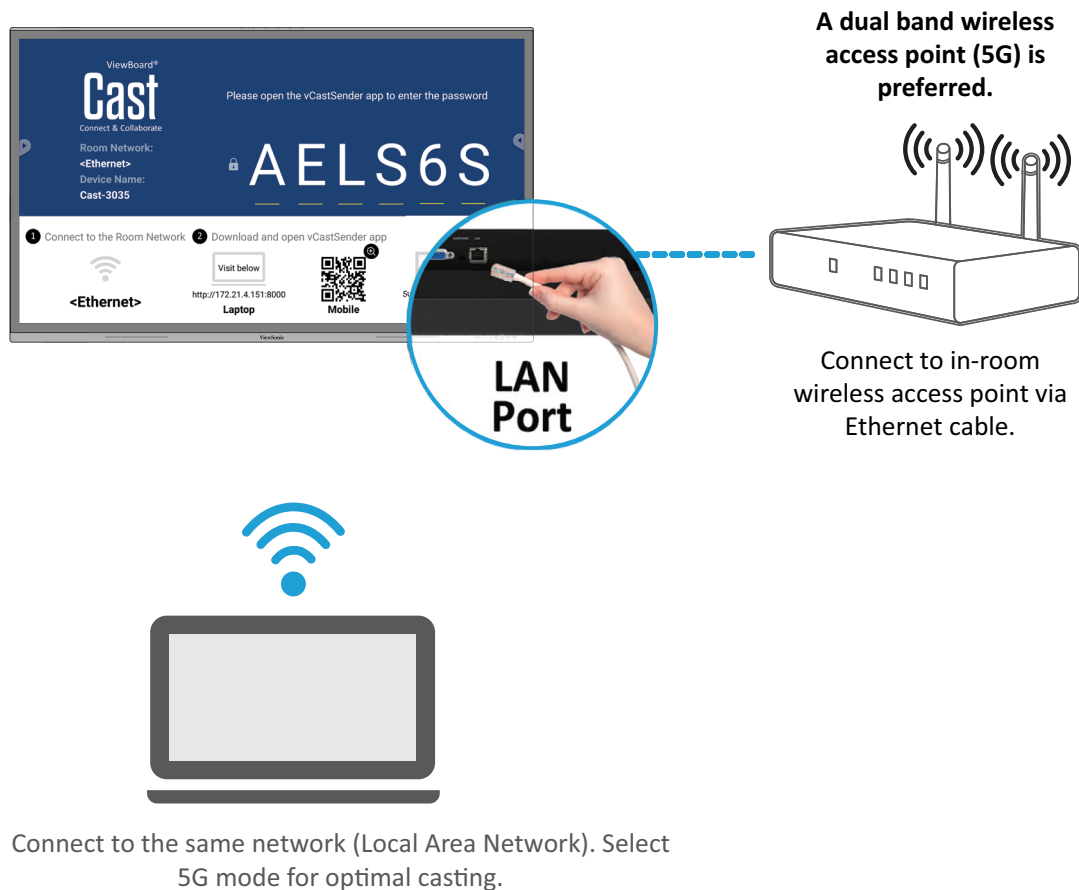 A dual band wireless
access point (5G) is
preferred.
ViewBoard®
Cast
Connect & Collaborate
Please open the vCastSender app to enter the password
Room Network:
<Ethernet>
Device Name:
Cast-3035
AELS6S
1 Connect to the Room Network
2 Download and open vCastSender app
Visit below
http://172.21.4.151:8000
Laptop
Mobile
<Ethernet>
Su
ViewSonic
LAN
LAN
Port
Connect to in-room
wireless access point via
Ethernet cable.
Connect to the same network (Local Area Network). Select
5G mode for optimal casting.